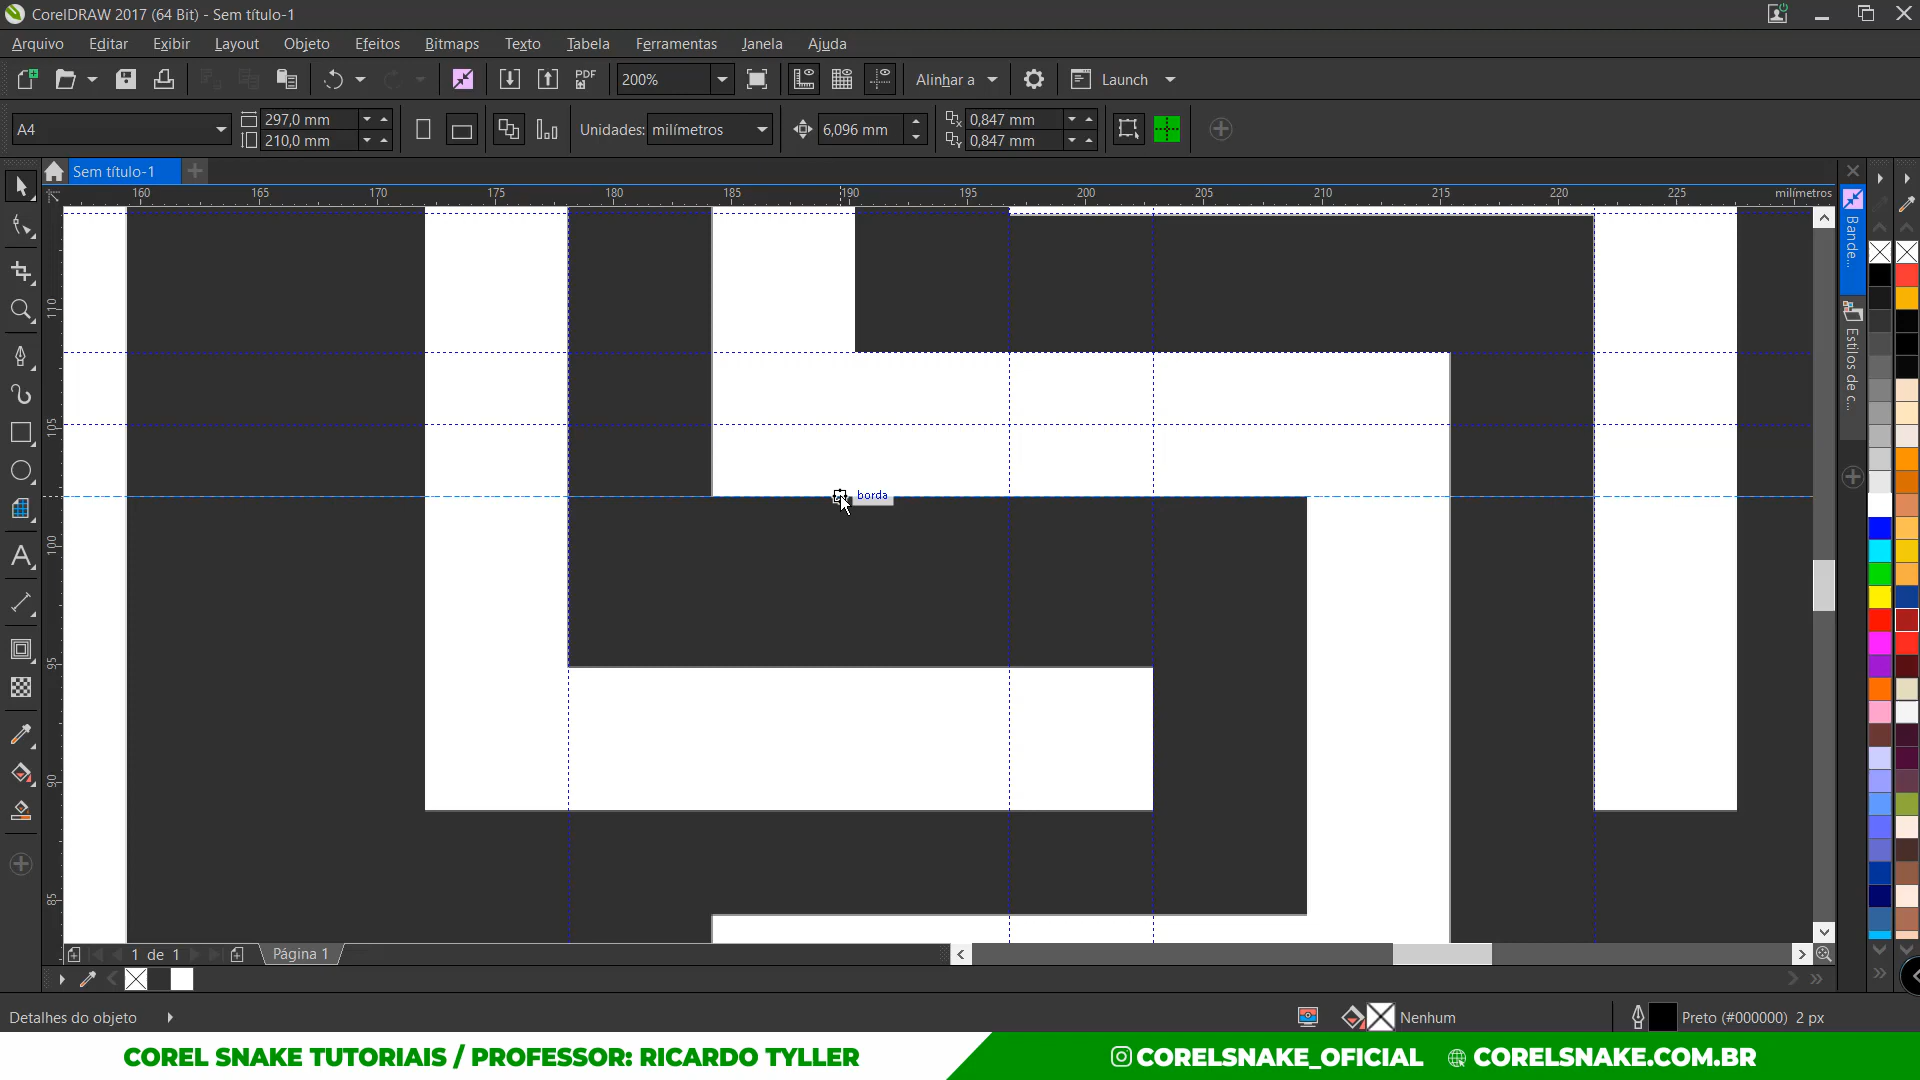 CorelDRAW 2017 (64 Bit) - Sem título-1
Arquivo Editar Exibir Layout Objeto Efeitos Bitmaps Texto Tabela Ferramentas Janela Ajuda
PDF 200% Alinhar a Launch
A4 297,0 mm 210,0 mm Unidades: milímetros 6,096 mm 0,847 mm 0,847 mm
Sem título-1
160 165 170 175 180 185 190 195 200 205 210 215 220 225 milímetros
110
105
100
95
90
85
borda
Bande...
Estilos de c...
1 de 1 Página 1
Detalhes do objeto Nenhum Preto (#000000) 2 px
COREL SNAKE TUTORIAIS / PROFESSOR: RICARDO TYLLER CORELSNAKE_OFICIAL CORELSNAKE.COM.BR